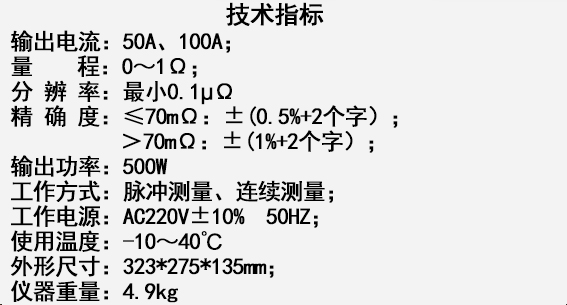 技术指标
输出电流：50A、100A；
量 程：0～1Ω；
分 辨 率：最小0.1μΩ
精 确 度：≤70mΩ：±(0.5%+2个字)；
＞70mΩ：±(1%+2个字)；
输出功率：500W
工作方式：脉冲测量、连续测量；
工作电源：AC220V±10% 50HZ；
使用温度：-10～40℃
外形尺寸：323*275*135mm；
仪器重量：4.9kg